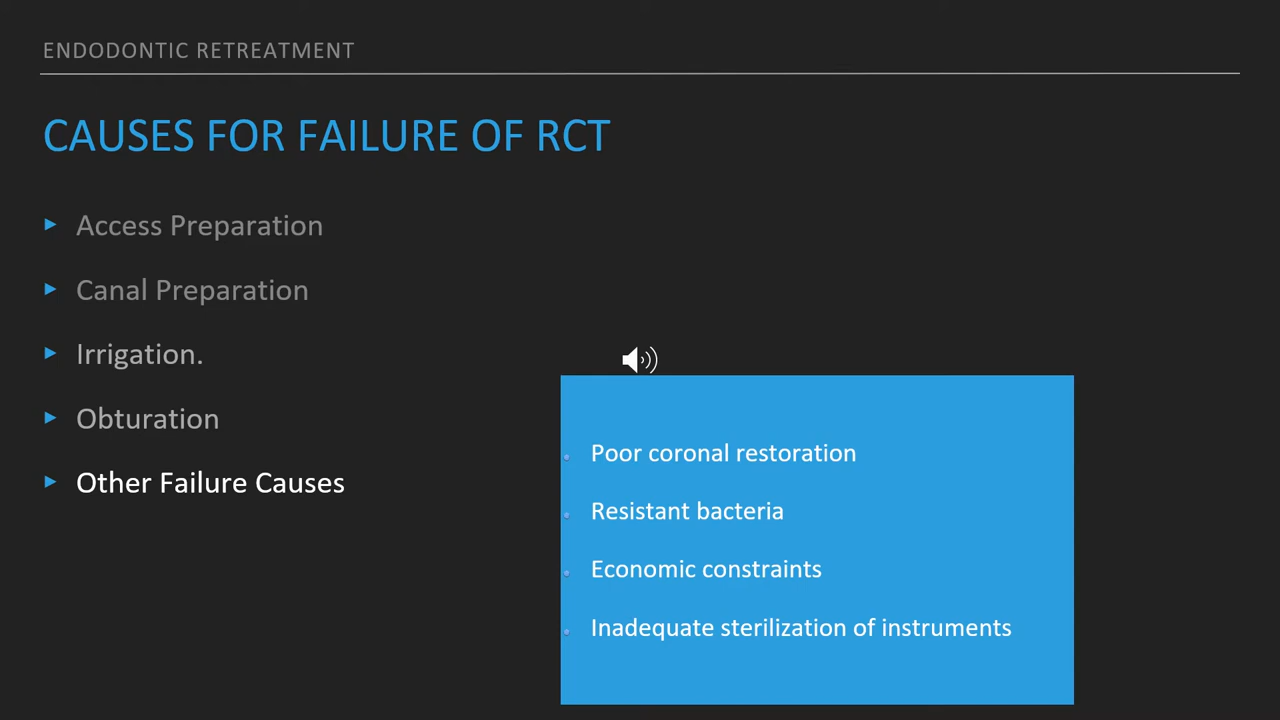 ENDODONTIC RETREATMENT
CAUSES FOR FAILURE OF RCT
Access Preparation
Canal Preparation
Irrigation.
Obturation
Other Failure Causes
Poor coronal restoration
Resistant bacteria
Economic constraints
Inadequate sterilization of instruments